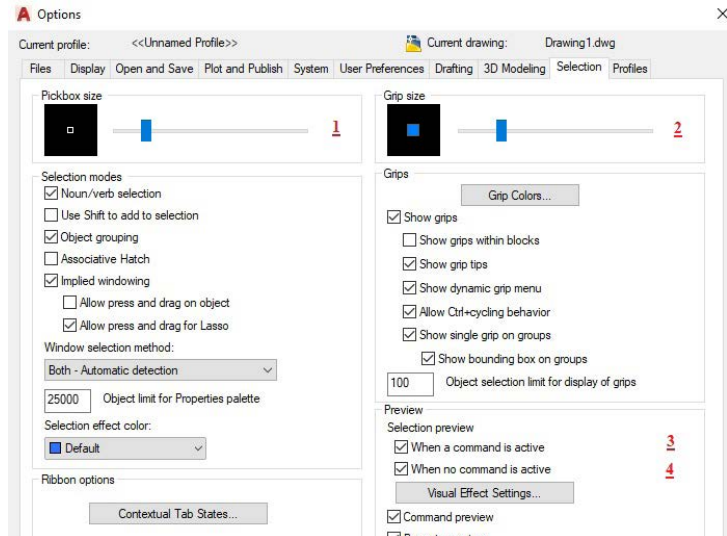 A Options
Current profile: <<Unnamed Profile>> Current drawing: Drawing1.dwg
Files Display Open and Save Plot and Publish System User Preferences Drafting 3D Modeling Selection Profiles
Pickbox size
1
Grip size
2
Selection modes
Noun/verb selection
Use Shift to add to selection
Object grouping
Associative Hatch
Implied windowing
Allow press and drag on object
Allow press and drag for Lasso
Window selection method:
Both - Automatic detection
25000 Object limit for Properties palette
Selection effect color:
Default
Ribbon options
Contextual Tab States...
Grips
Grip Colors...
Show grips
Show grips within blocks
Show grip tips
Show dynamic grip menu
Allow Ctrl+cycling behavior
Show single grip on groups
Show bounding box on groups
100 Object selection limit for display of grips
Preview
Selection preview
When a command is active 3
When no command is active 4
Visual Effect Settings...
Command preview